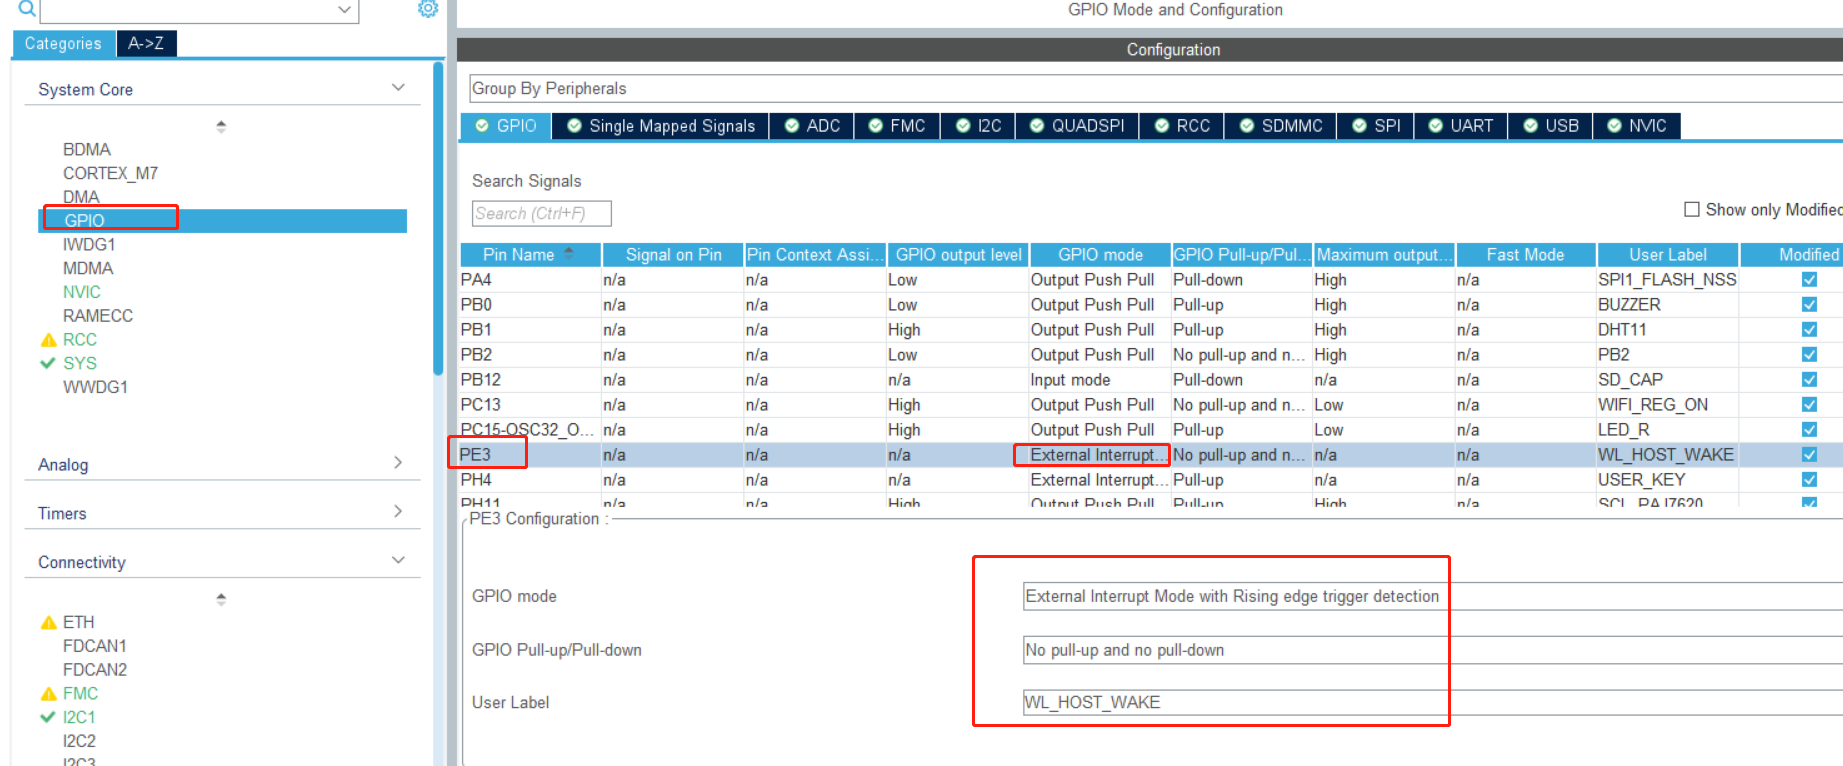 GPIO Mode and Configuration
Categories A->Z
Configuration
System Core
Group By Peripherals
GPIO Single Mapped Signals ADC FMC I2C QUADSPI RCC SDMMC SPI UART USB NVIC
BDMA
CORTEX_M7
DMA
GPIO
IWDG1
MDMA
NVIC
RAMECC
RCC
SYS
WWDG1
Analog
Timers
Connectivity
ETH
FDCAN1
FDCAN2
FMC
I2C1
I2C2
I2C3
Search Signals
Search (Ctrl+F)
Show only Modified
Pin Name Signal on Pin Pin Context Assi... GPIO output level GPIO mode GPIO Pull-up/Pul... Maximum output... Fast Mode User Label Modified
PA4 n/a n/a Low Output Push Pull Pull-down High n/a SPI1_FLASH_NSS
PB0 n/a n/a Low Output Push Pull Pull-up High n/a BUZZER
PB1 n/a n/a High Output Push Pull Pull-up High n/a DHT11
PB2 n/a n/a Low Output Push Pull No pull-up and n... High n/a PB2
PB12 n/a n/a n/a Input mode Pull-down n/a n/a SD_CAP
PC13 n/a n/a High Output Push Pull No pull-up and n... Low n/a WIFI_REG_ON
PC15-OSC32_O... n/a n/a High Output Push Pull Pull-up Low n/a LED_R
PE3 n/a n/a n/a External Interrupt... No pull-up and n... n/a n/a WL_HOST_WAKE
PH4 n/a n/a n/a External Interrupt... Pull-up n/a n/a USER_KEY
PH11 n/a n/a High Output Push Pull Pull-up High n/a SCL_PAJ7620
PE3 Configuration :
GPIO mode External Interrupt Mode with Rising edge trigger detection
GPIO Pull-up/Pull-down No pull-up and no pull-down
User Label WL_HOST_WAKE